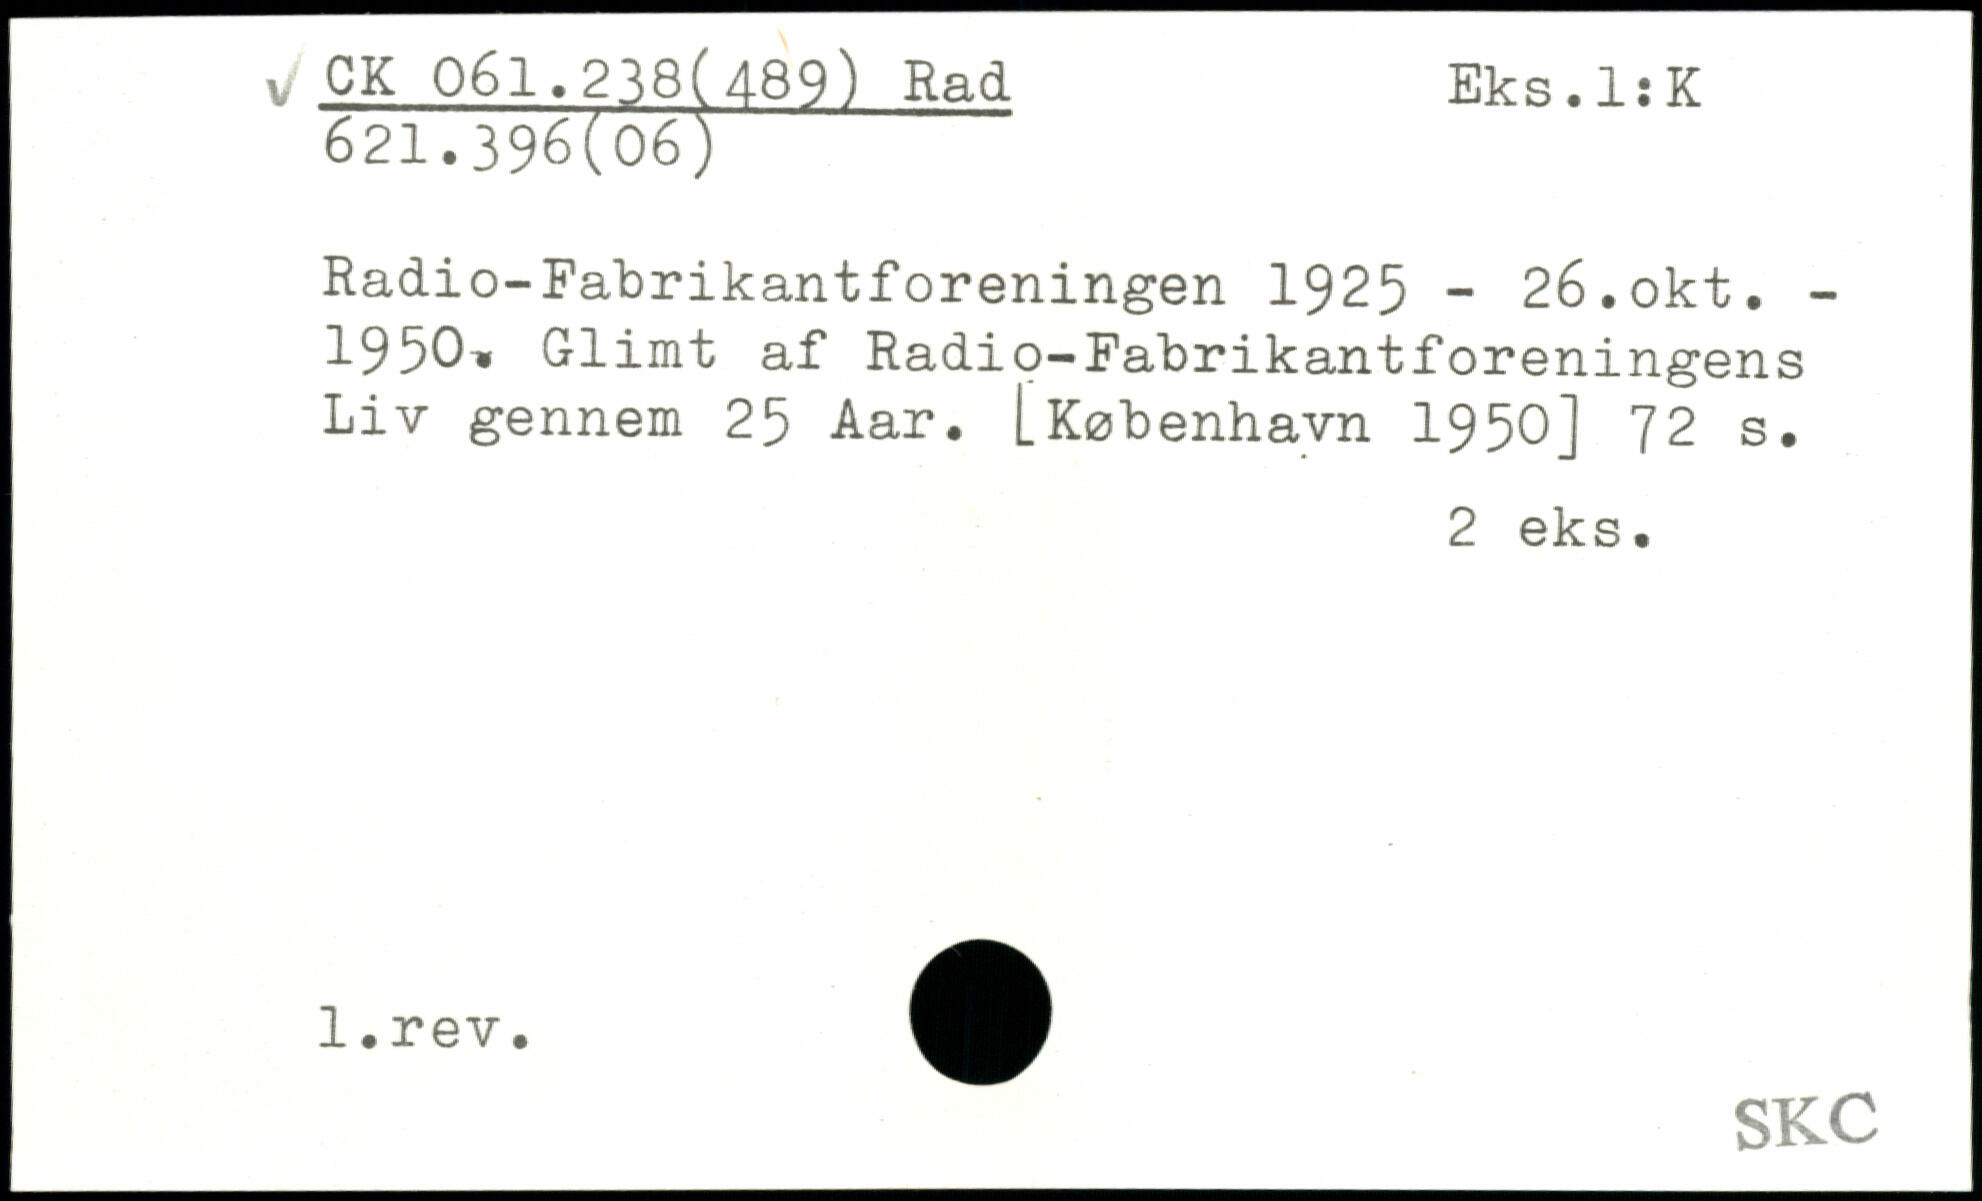 ✓ CK 061.238(489) Rad Eks.1:K
621.396(06)
Radio-Fabrikantforeningen 1925 - 26.okt. -
1950. Glimt af Radio-Fabrikantforeningens
Liv gennem 25 Aar. [København 1950] 72 s.
2 eks.
1.rev.
SKC